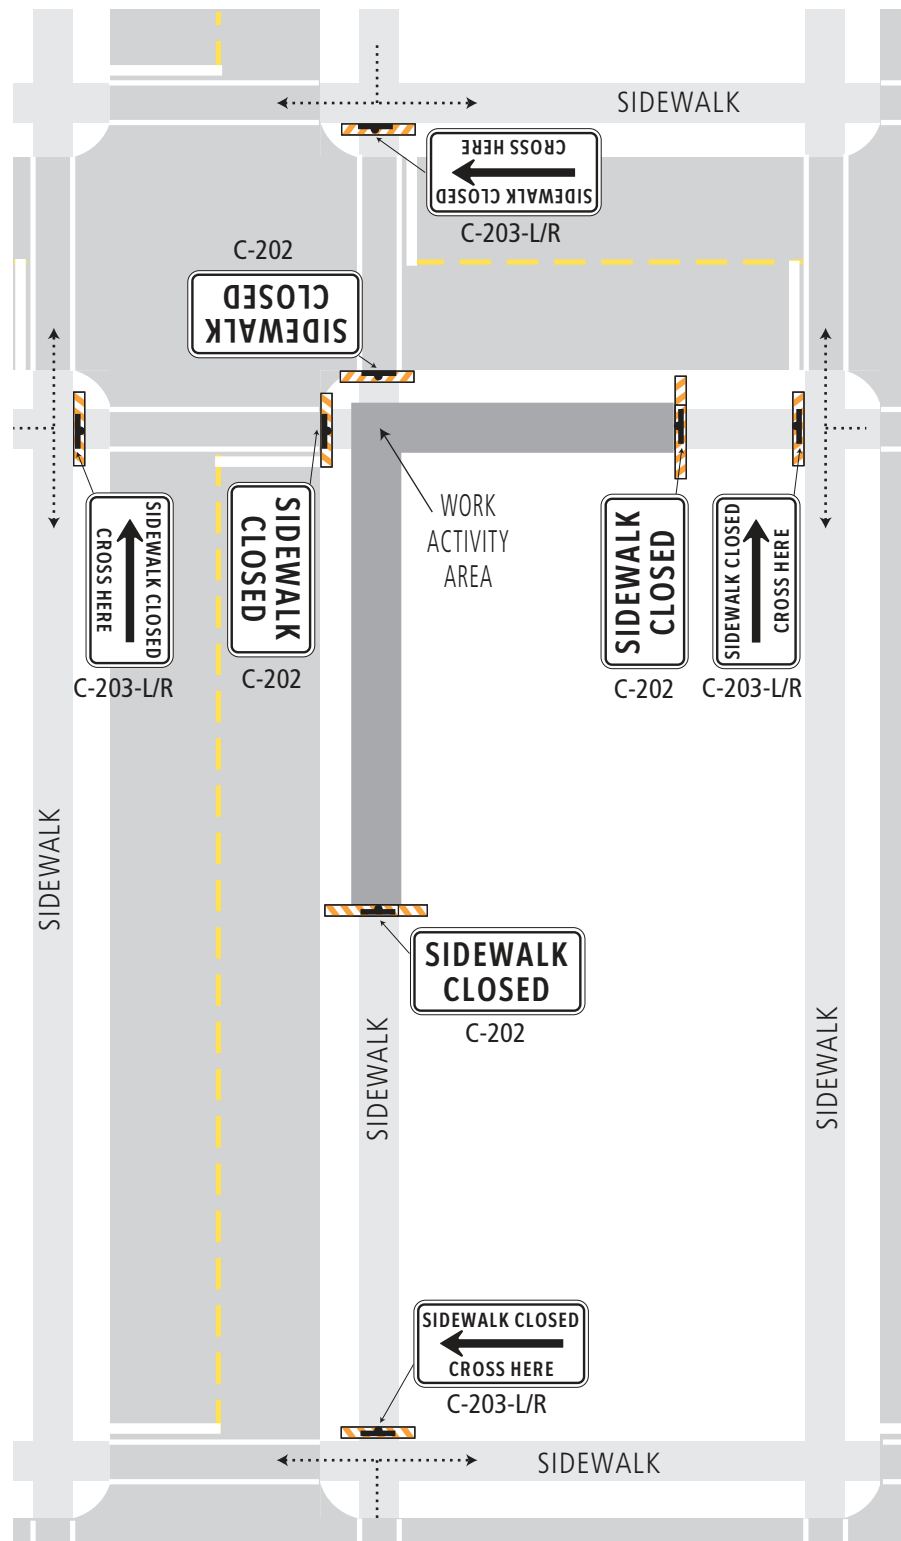 SIDEWALK
SIDEWALK CLOSED
CROSS HERE
C-203-L/R
C-202
SIDEWALK
CLOSED
WORK
ACTIVITY
AREA
SIDEWALK CLOSED
CROSS HERE
C-203-L/R
SIDEWALK
CLOSED
C-202
SIDEWALK
CLOSED
C-202
SIDEWALK CLOSED
CROSS HERE
C-203-L/R
SIDEWALK
SIDEWALK
CLOSED
C-202
SIDEWALK
SIDEWALK
SIDEWALK CLOSED
CROSS HERE
C-203-L/R
SIDEWALK